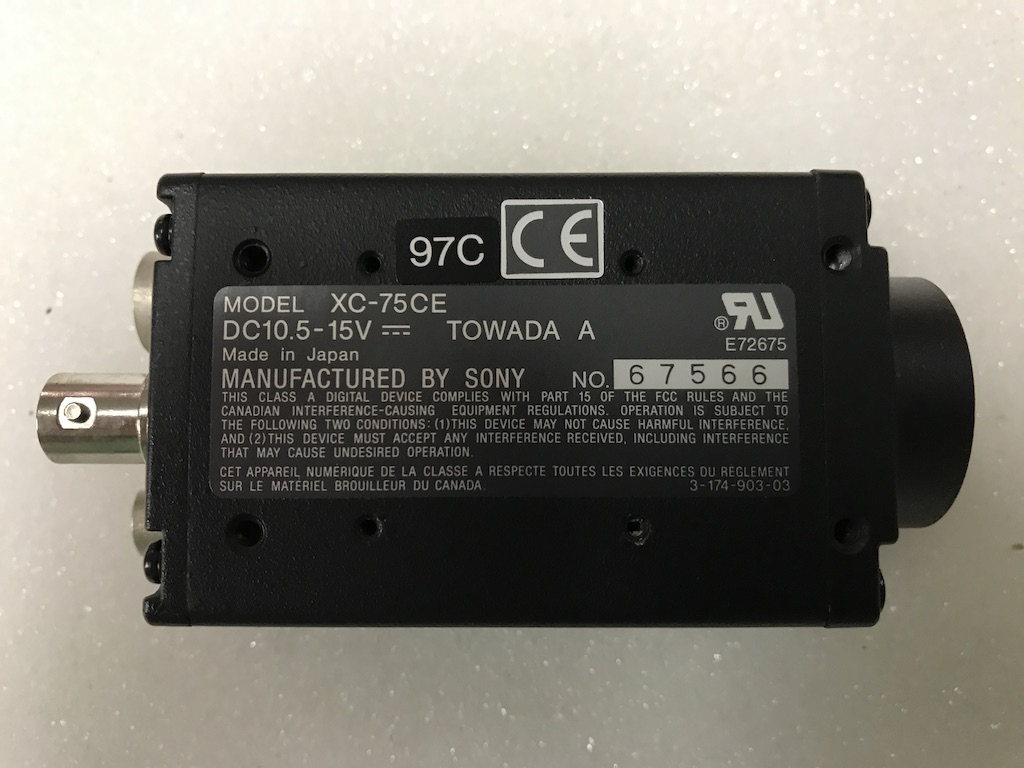 97C CE
MODEL XC-75CE
DC10.5-15V ⎓ TOWADA A
® RU
E72675
Made in Japan
MANUFACTURED BY SONY NO. 67566
THIS CLASS A DIGITAL DEVICE COMPLIES WITH PART 15 OF THE FCC RULES AND THE
CANADIAN INTERFERENCE-CAUSING EQUIPMENT REGULATIONS. OPERATION IS SUBJECT TO
THE FOLLOWING TWO CONDITIONS: (1) THIS DEVICE MAY NOT CAUSE HARMFUL INTERFERENCE,
AND (2) THIS DEVICE MUST ACCEPT ANY INTERFERENCE RECEIVED, INCLUDING INTERFERENCE
THAT MAY CAUSE UNDESIRED OPERATION.
CET APPAREIL NUMÉRIQUE DE LA CLASSE A RESPECTE TOUTES LES EXIGENCES DU RÈGLEMENT
SUR LE MATÉRIEL BROUILLEUR DU CANADA.
3-174-903-03